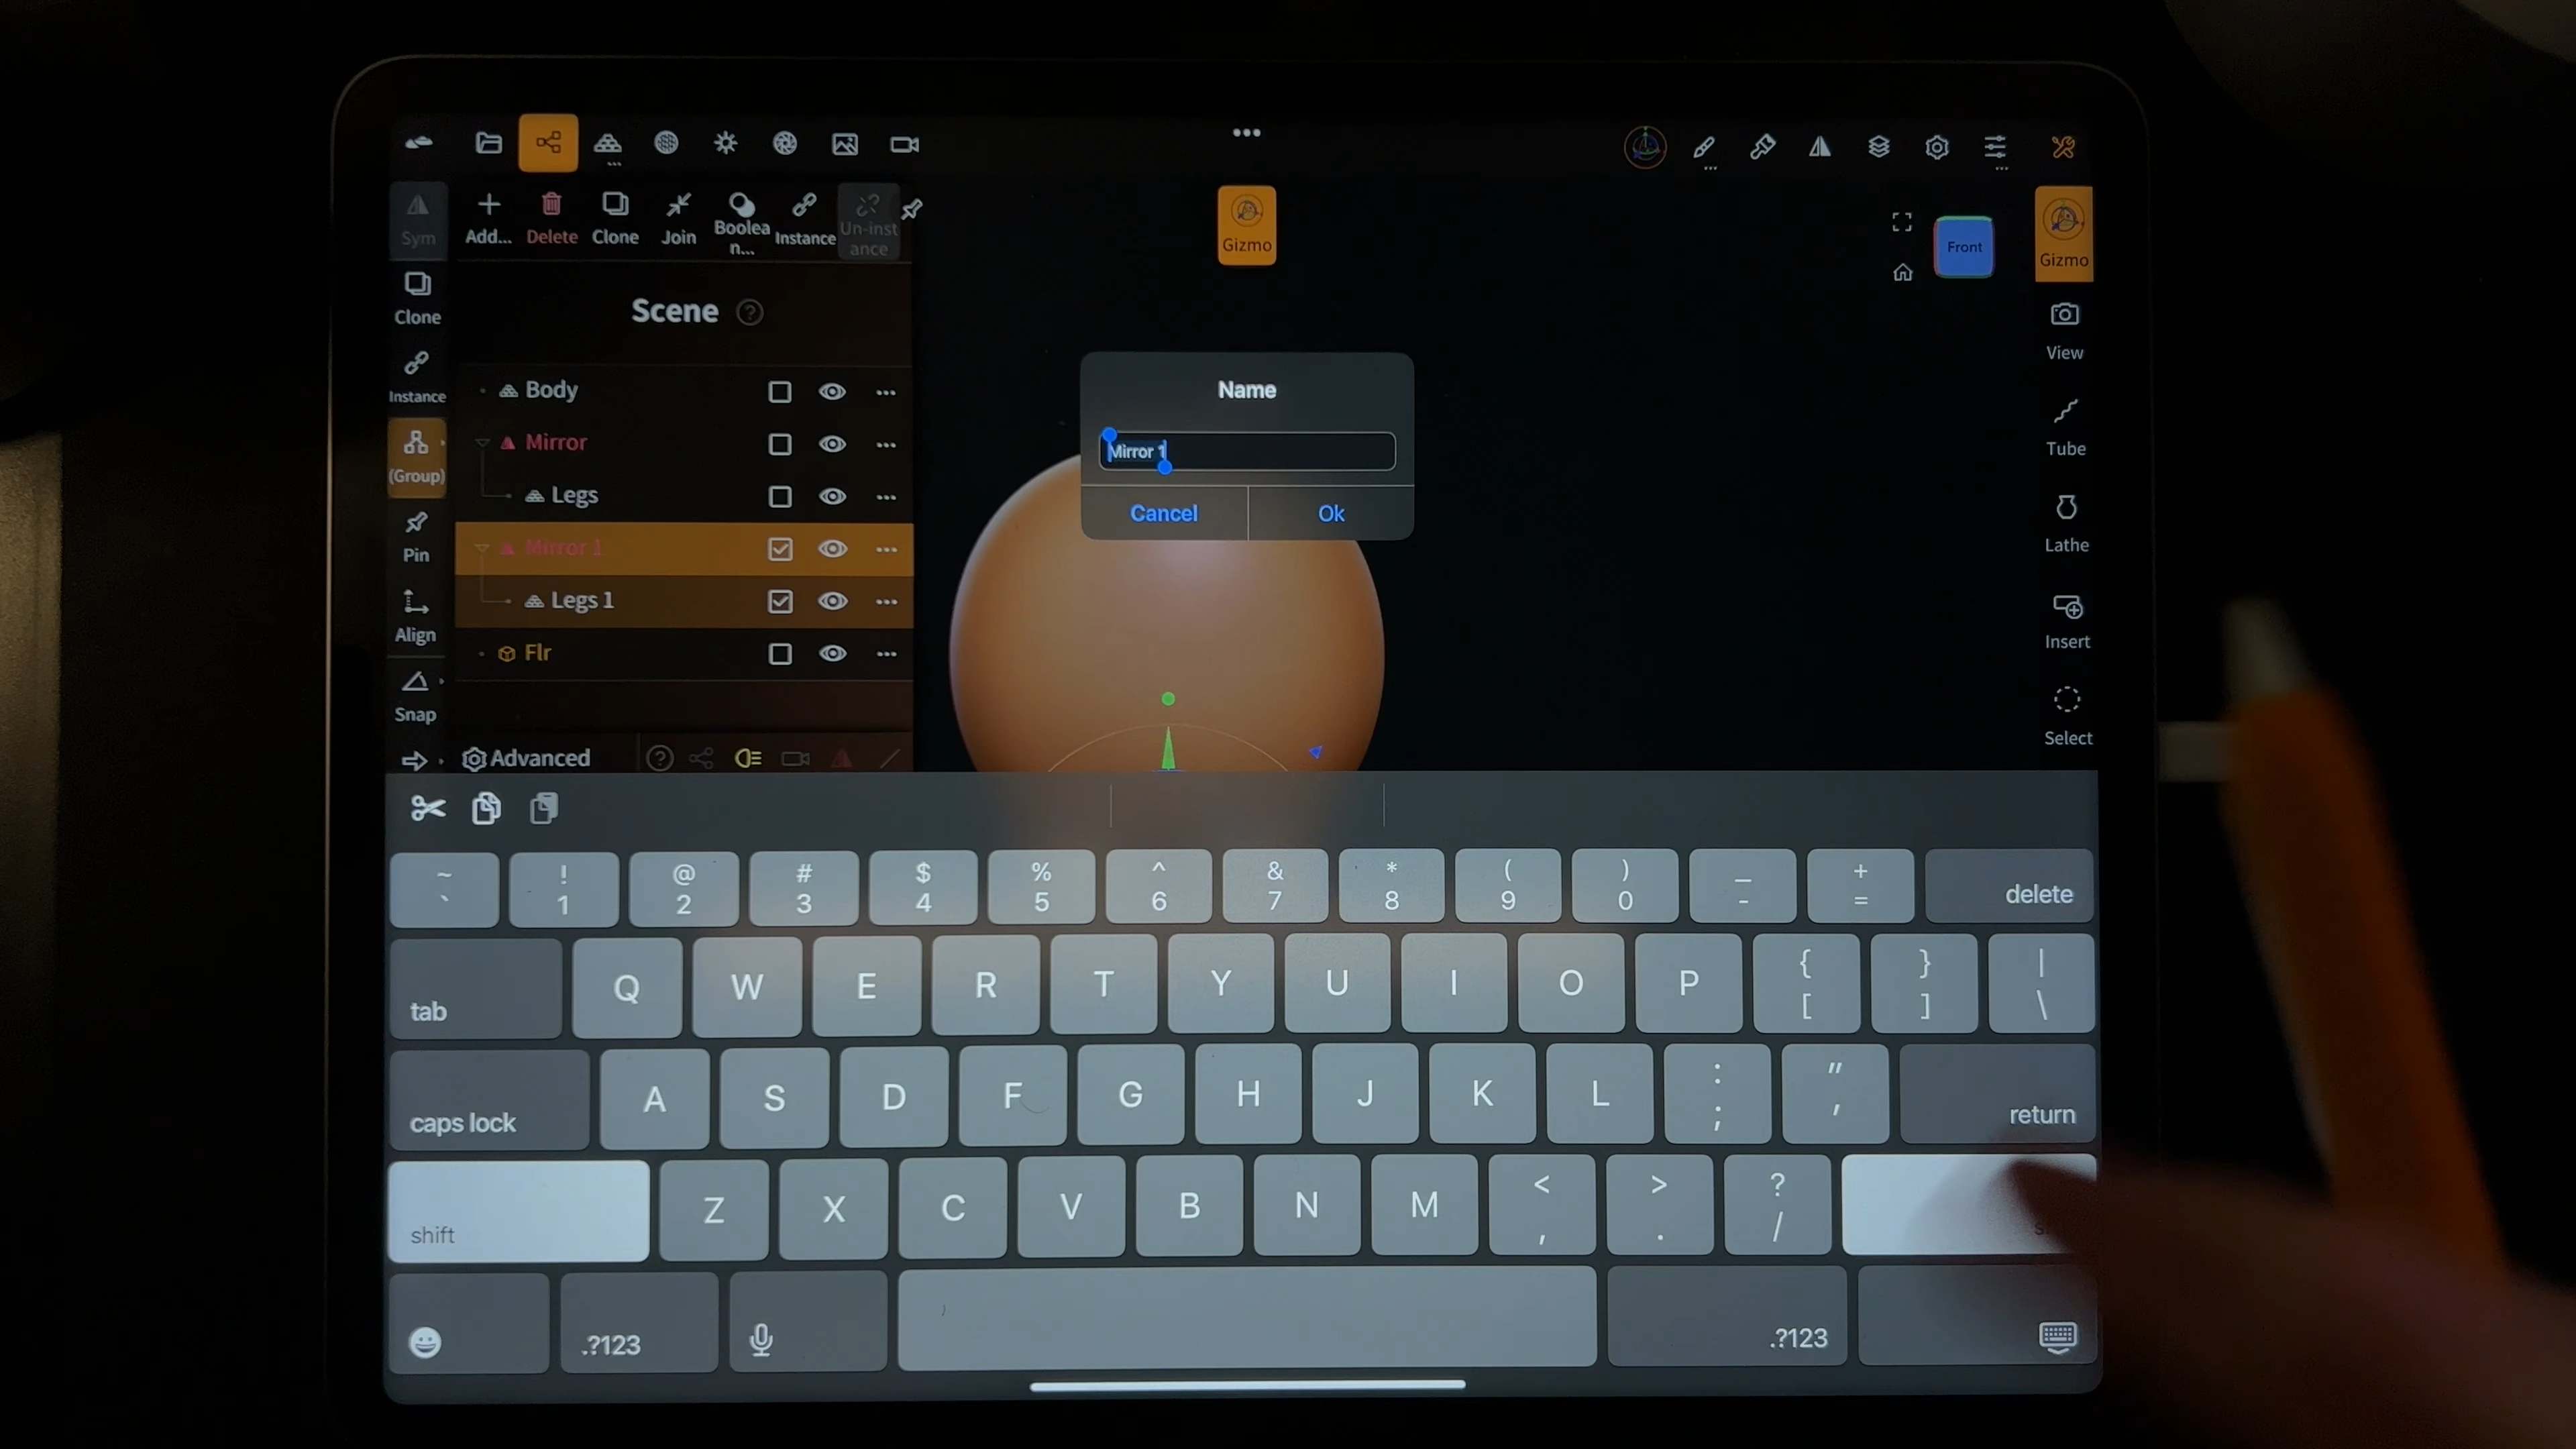 Sym
Add...
Delete
Clone
Join
Boolea
n...
Instance
Un-inst
ance
Gizmo
Front
Gizmo
Clone
Instance
(Group)
Pin
Align
Snap
Scene ?
Body
Mirror
Legs
Mirror 1
Legs 1
Flr
Advanced ?
Name
Mirror 1
Cancel
Ok
View
Tube
Lathe
Insert
Select
~ ! @ # $ % ^ & * ( ) _ +
` 1 2 3 4 5 6 7 8 9 0 - = delete
tab Q W E R T Y U I O P { [ } ] | \
caps lock A S D F G H J K L : ; " ' return
shift Z X C V B N M < , > . ? /
.?123 .?123